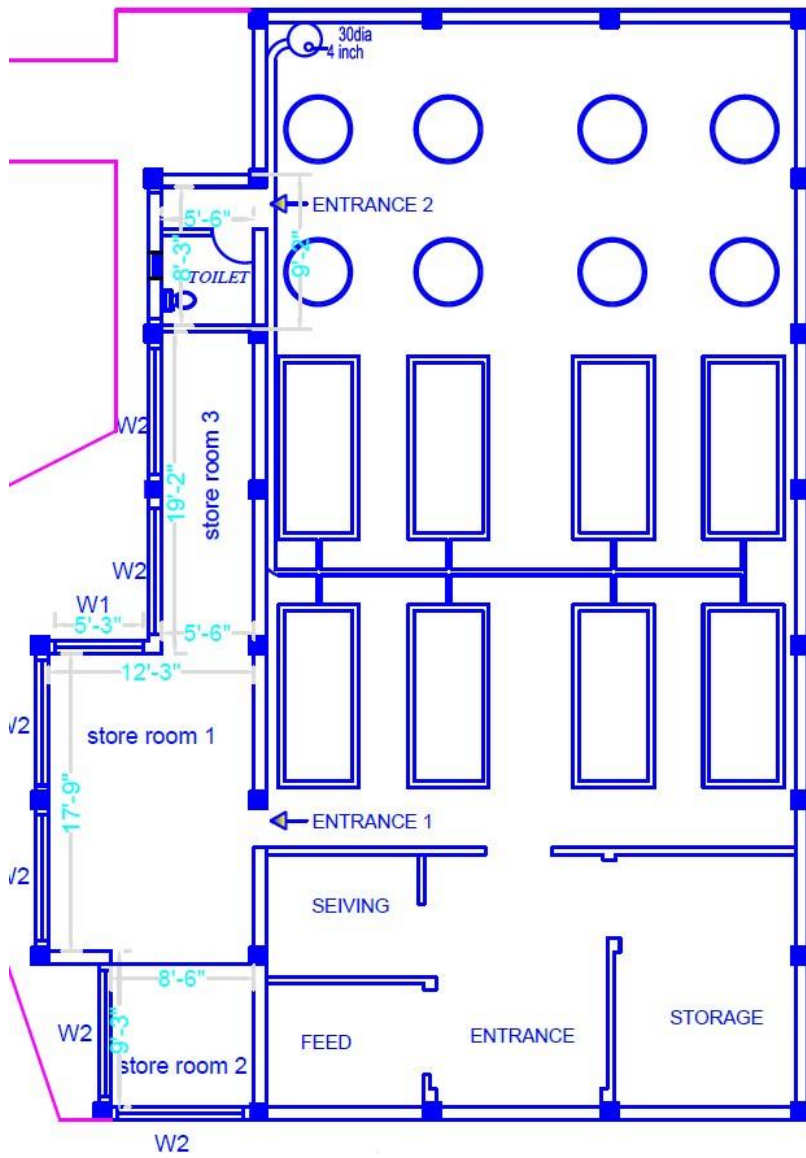 30dia
4 inch
ENTRANCE 2
5'-6"
8'-3"
9'-2"
TOILET
W2
store room 3
19'-2"
W2
W1
5'-3"
5'-6"
12'-3"
W2
store room 1
17'-9"
ENTRANCE 1
W2
SEIVING
8'-6"
9'-3"
W2
FEED
ENTRANCE
STORAGE
store room 2
W2